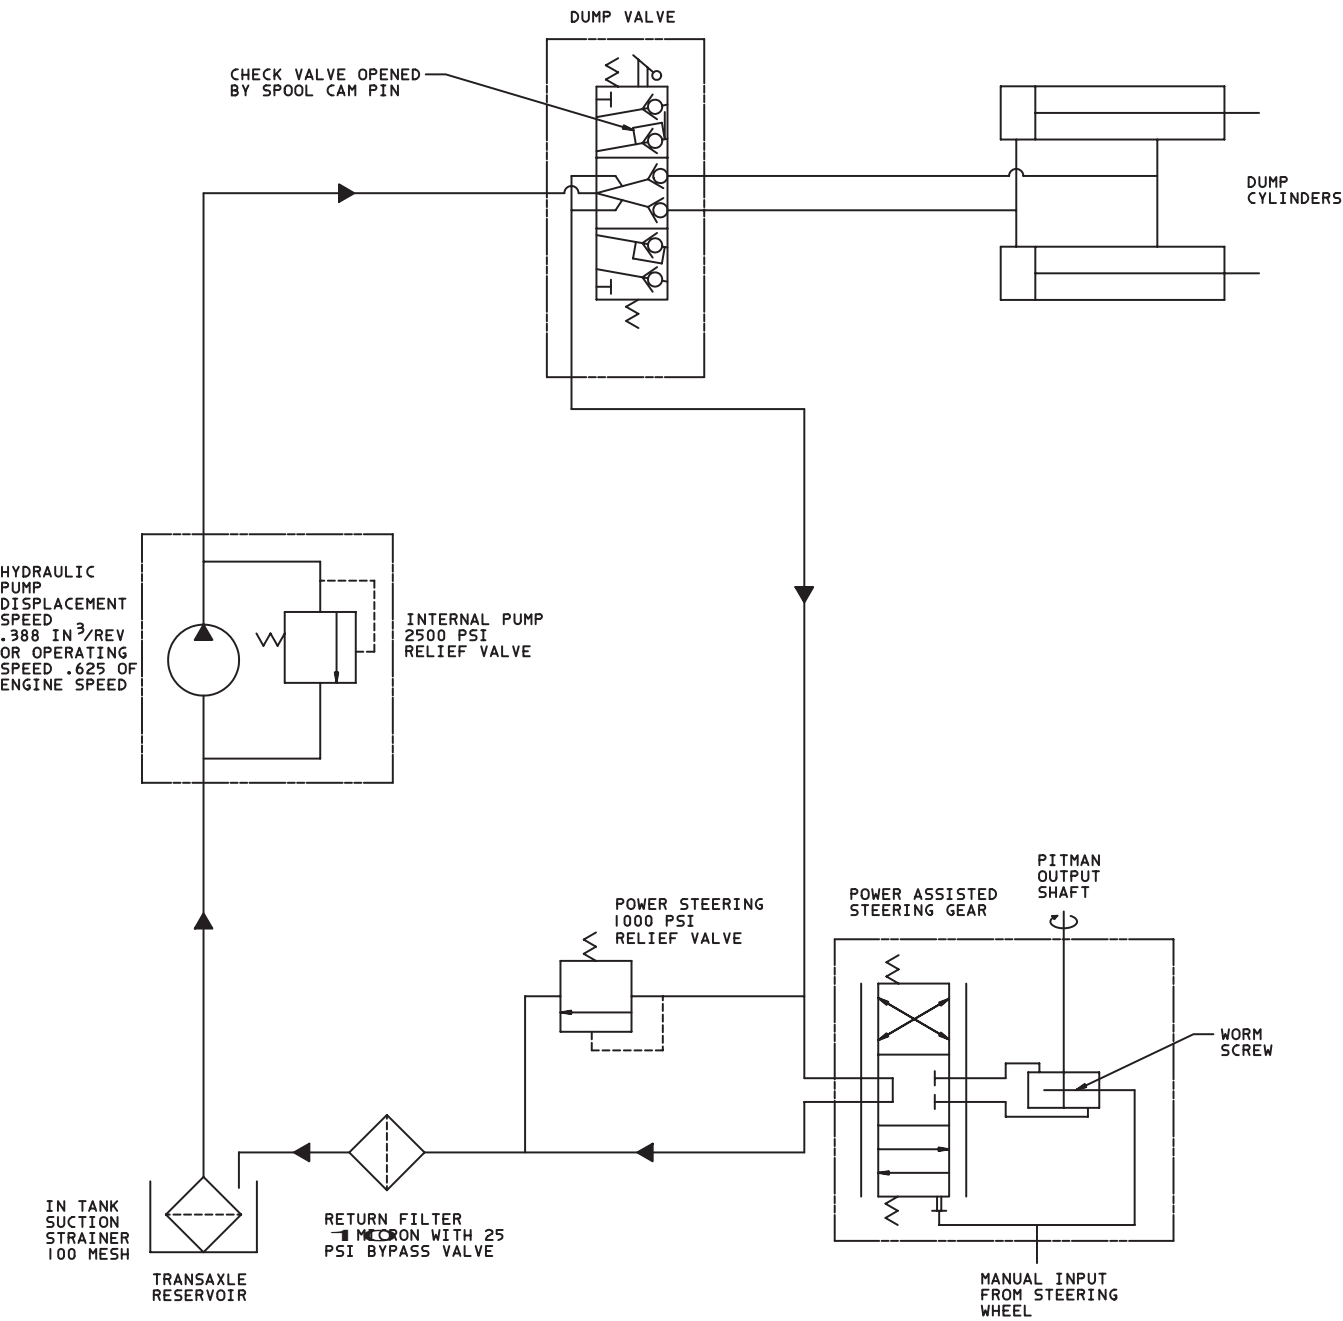 DUMP VALVE
CHECK VALVE OPENED
BY SPOOL CAM PIN
DUMP
CYLINDERS
HYDRAULIC
PUMP
DISPLACEMENT
SPEED
.388 IN³/REV
OR OPERATING
SPEED .625 OF
ENGINE SPEED
INTERNAL PUMP
2500 PSI
RELIEF VALVE
PITMAN
OUTPUT
SHAFT
POWER ASSISTED
STEERING GEAR
POWER STEERING
1000 PSI
RELIEF VALVE
WORM
SCREW
IN TANK
SUCTION
STRAINER
100 MESH
RETURN FILTER
MICRON WITH 25
PSI BYPASS VALVE
TRANSAXLE
RESERVOIR
MANUAL INPUT
FROM STEERING
WHEEL